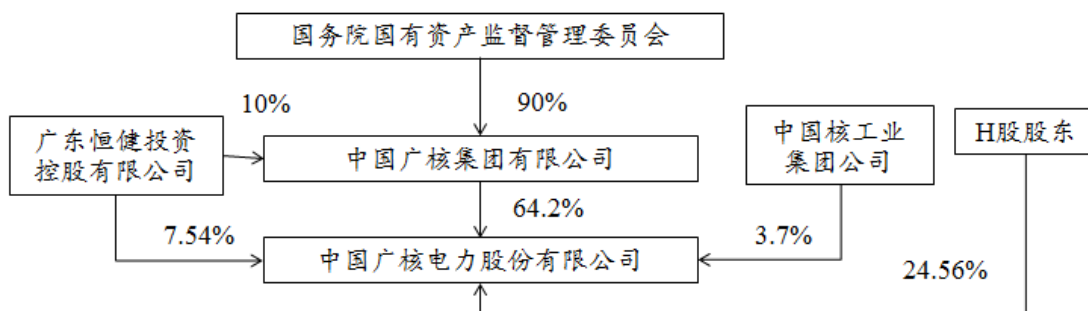 国务院国有资产监督管理委员会
10%
90%
广东恒健投资
控股有限公司
中国广核集团有限公司
中国核工业
集团公司
H股股东
64.2%
7.54%
3.7%
中国广核电力股份有限公司
24.56%